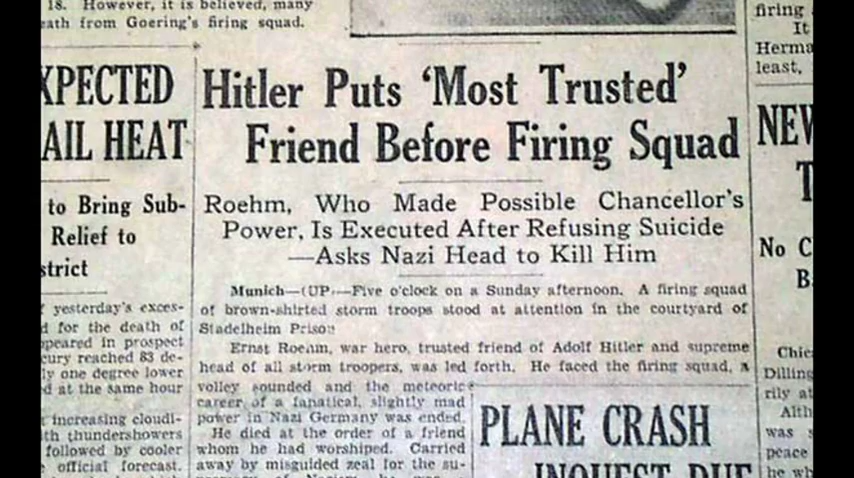 18. However, it is believed, many
eath from Goering's firing squad.
XPECTED
AIL HEAT
to Bring Sub-
Relief to
strict
yesterday's exces-
d for the death of
ppeared in prospect
cury reached 83 de-
ly one degree lower
d at the same hour
increasing cloudi-
th thundershowers
followed by cooler
official forecast.
Hitler Puts 'Most Trusted'
Friend Before Firing Squad
Roehm, Who Made Possible Chancellor's
Power, Is Executed After Refusing Suicide
—Asks Nazi Head to Kill Him
Munich—(UP)—Five o'clock on a Sunday afternoon. A firing squad
of brown-shirted storm troops stood at attention in the courtyard of
Stadelheim Prison
Ernst Roehm, war hero, trusted friend of Adolf Hitler and supreme
head of all storm troopers, was led forth. He faced the firing squad, a
volley sounded and the meteoric
career of a fanatical, slightly mad
power in Nazi Germany was ended.
He died at the order of a friend
whom he had worshiped. Carried
away by misguided zeal for the su-
PLANE CRASH
INQUEST DUE
firing
It
Herma
least,
NEW
T
No C
B
Chic
Dilling
rily at
Alth
was s
peace
he wh